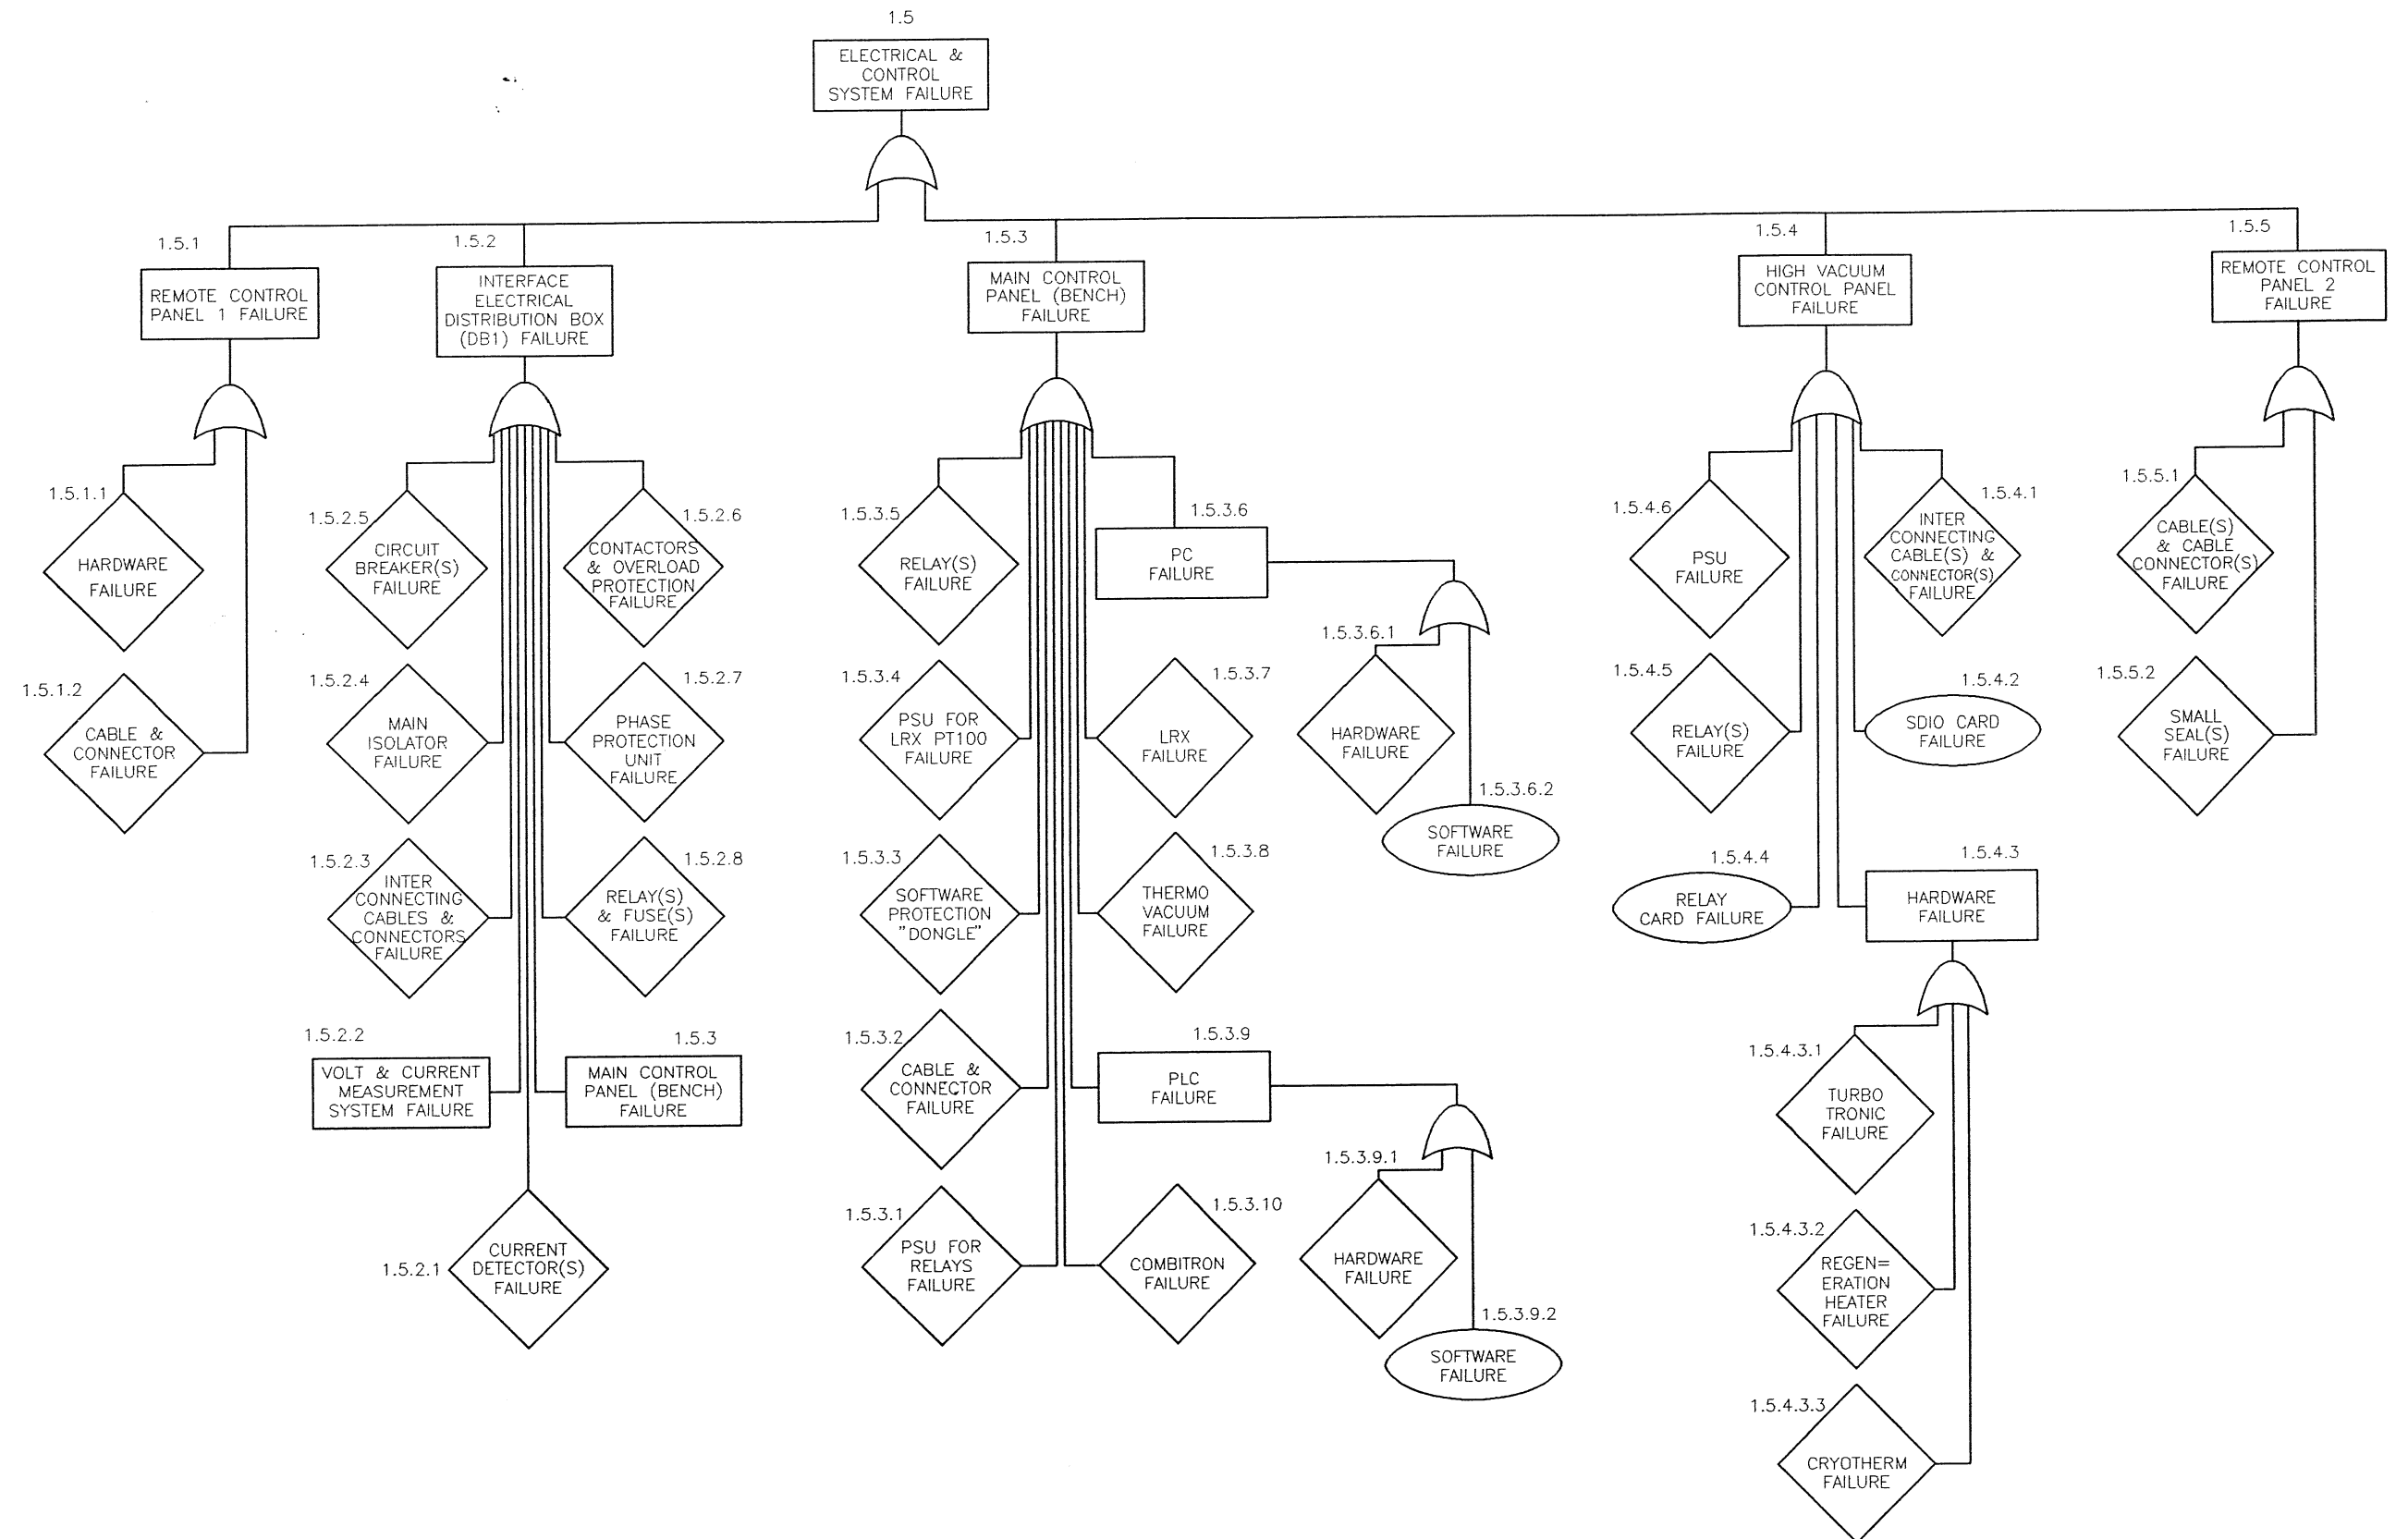 1.5
ELECTRICAL &
CONTROL
SYSTEM FAILURE
1.5.1
REMOTE CONTROL
PANEL 1 FAILURE
1.5.1.1
HARDWARE
FAILURE
1.5.1.2
CABLE &
CONNECTOR
FAILURE
1.5.2
INTERFACE
ELECTRICAL
DISTRIBUTION BOX
(DB1) FAILURE
1.5.2.5
CIRCUIT
BREAKER(S)
FAILURE
1.5.2.6
CONTACTORS
& OVERLOAD
PROTECTION
FAILURE
1.5.2.4
MAIN
ISOLATOR
FAILURE
1.5.2.7
PHASE
PROTECTION
UNIT
FAILURE
1.5.2.3
INTER
CONNECTING
CABLES &
CONNECTORS
FAILURE
1.5.2.8
RELAY(S)
& FUSE(S)
FAILURE
1.5.2.2
VOLT & CURRENT
MEASUREMENT
SYSTEM FAILURE
1.5.3
MAIN CONTROL
PANEL (BENCH)
FAILURE
1.5.2.1
CURRENT
DETECTOR(S)
FAILURE
1.5.3
MAIN CONTROL
PANEL (BENCH)
FAILURE
1.5.3.5
RELAY(S)
FAILURE
1.5.3.6
PC
FAILURE
1.5.3.6.1
HARDWARE
FAILURE
1.5.3.6.2
SOFTWARE
FAILURE
1.5.3.4
PSU FOR
LRX PT100
FAILURE
1.5.3.7
LRX
FAILURE
1.5.3.3
SOFTWARE
PROTECTION
"DONGLE"
1.5.3.8
THERMO
VACUUM
FAILURE
1.5.3.2
CABLE &
CONNECTOR
FAILURE
1.5.3.9
PLC
FAILURE
1.5.3.9.1
HARDWARE
FAILURE
1.5.3.9.2
SOFTWARE
FAILURE
1.5.3.1
PSU FOR
RELAYS
FAILURE
1.5.3.10
COMBITRON
FAILURE
1.5.4
HIGH VACUUM
CONTROL PANEL
FAILURE
1.5.4.6
PSU
FAILURE
1.5.4.1
INTER
CONNECTING
CABLE(S) &
CONNECTOR(S)
FAILURE
1.5.4.5
RELAY(S)
FAILURE
1.5.4.2
SDIO CARD
FAILURE
1.5.4.4
RELAY
CARD FAILURE
1.5.4.3
HARDWARE
FAILURE
1.5.4.3.1
TURBO
TRONIC
FAILURE
1.5.4.3.2
REGEN=
ERATION
HEATER
FAILURE
1.5.4.3.3
CRYOTHERM
FAILURE
1.5.5
REMOTE CONTROL
PANEL 2
FAILURE
1.5.5.1
CABLE(S)
& CABLE
CONNECTOR(S)
FAILURE
1.5.5.2
SMALL
SEAL(S)
FAILURE